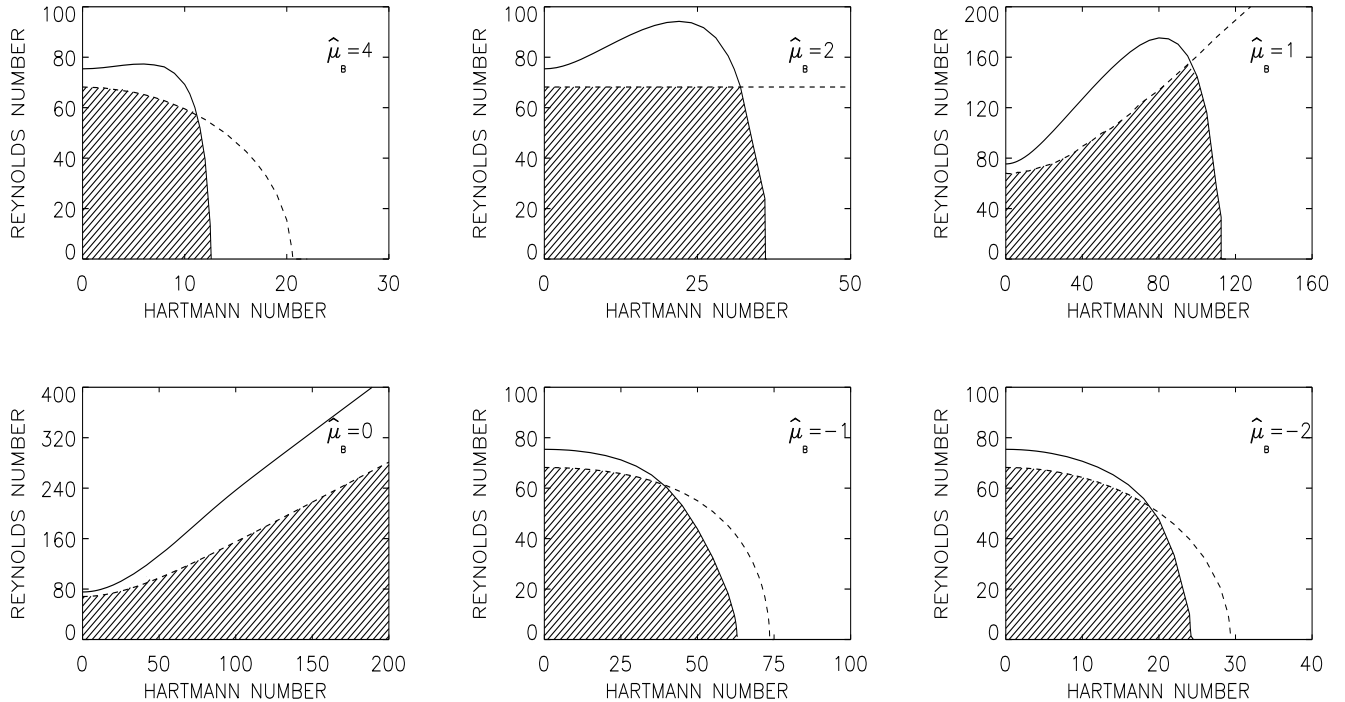 REYNOLDS NUMBER
100
80
60
40
20
0
μ̂_B=4
0 10 20 30
HARTMANN NUMBER
REYNOLDS NUMBER
100
80
60
40
20
0
μ̂_B=2
0 25 50
HARTMANN NUMBER
REYNOLDS NUMBER
200
160
120
80
40
0
μ̂_B=1
0 40 80 120 160
HARTMANN NUMBER
REYNOLDS NUMBER
400
320
240
160
80
0
μ̂_B=0
0 50 100 150 200
HARTMANN NUMBER
REYNOLDS NUMBER
100
80
60
40
20
0
μ̂_B=-1
0 25 50 75 100
HARTMANN NUMBER
REYNOLDS NUMBER
100
80
60
40
20
0
μ̂_B=-2
0 10 20 30 40
HARTMANN NUMBER